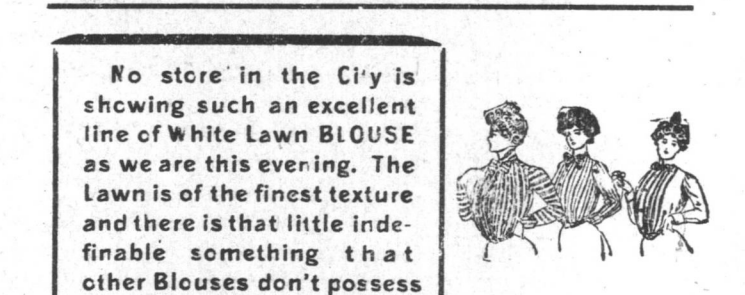 No store in the City is
showing such an excellent
line of White Lawn BLOUSE
as we are this evening. The
Lawn is of the finest texture
and there is that little inde-
finable something that
other Blouses don't possess